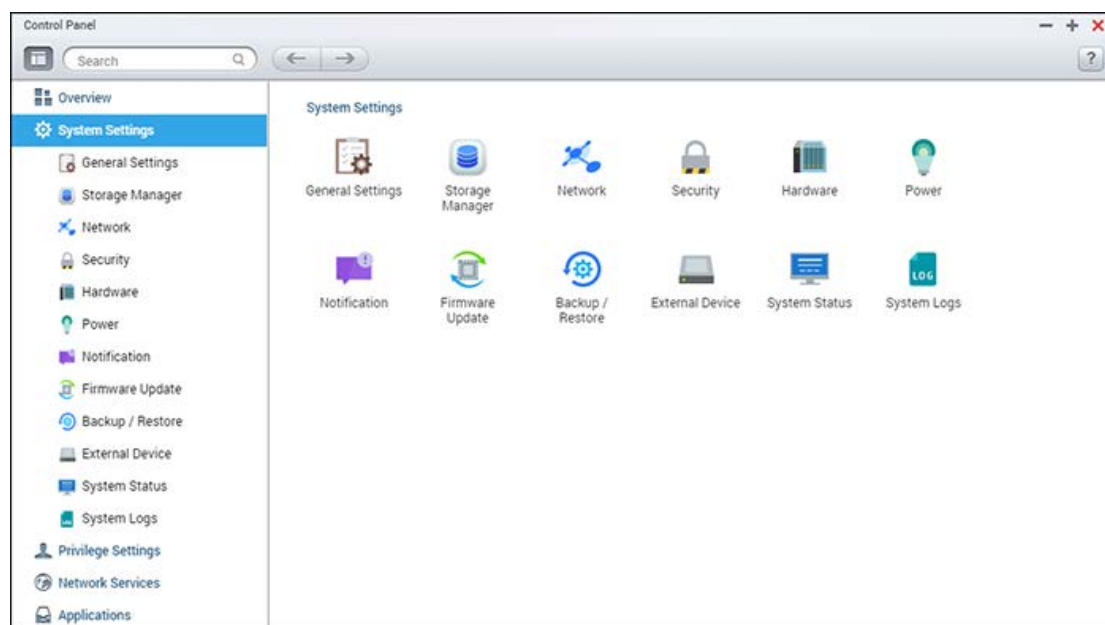 Control Panel
Search
?
Overview
System Settings
General Settings
Storage Manager
Network
Security
Hardware
Power
Notification
Firmware Update
Backup / Restore
External Device
System Status
System Logs
Privilege Settings
Network Services
Applications
System Settings
General Settings
Storage
Manager
Network
Security
Hardware
Power
Notification
Firmware
Update
Backup /
Restore
External Device
System Status
LOG
System Logs